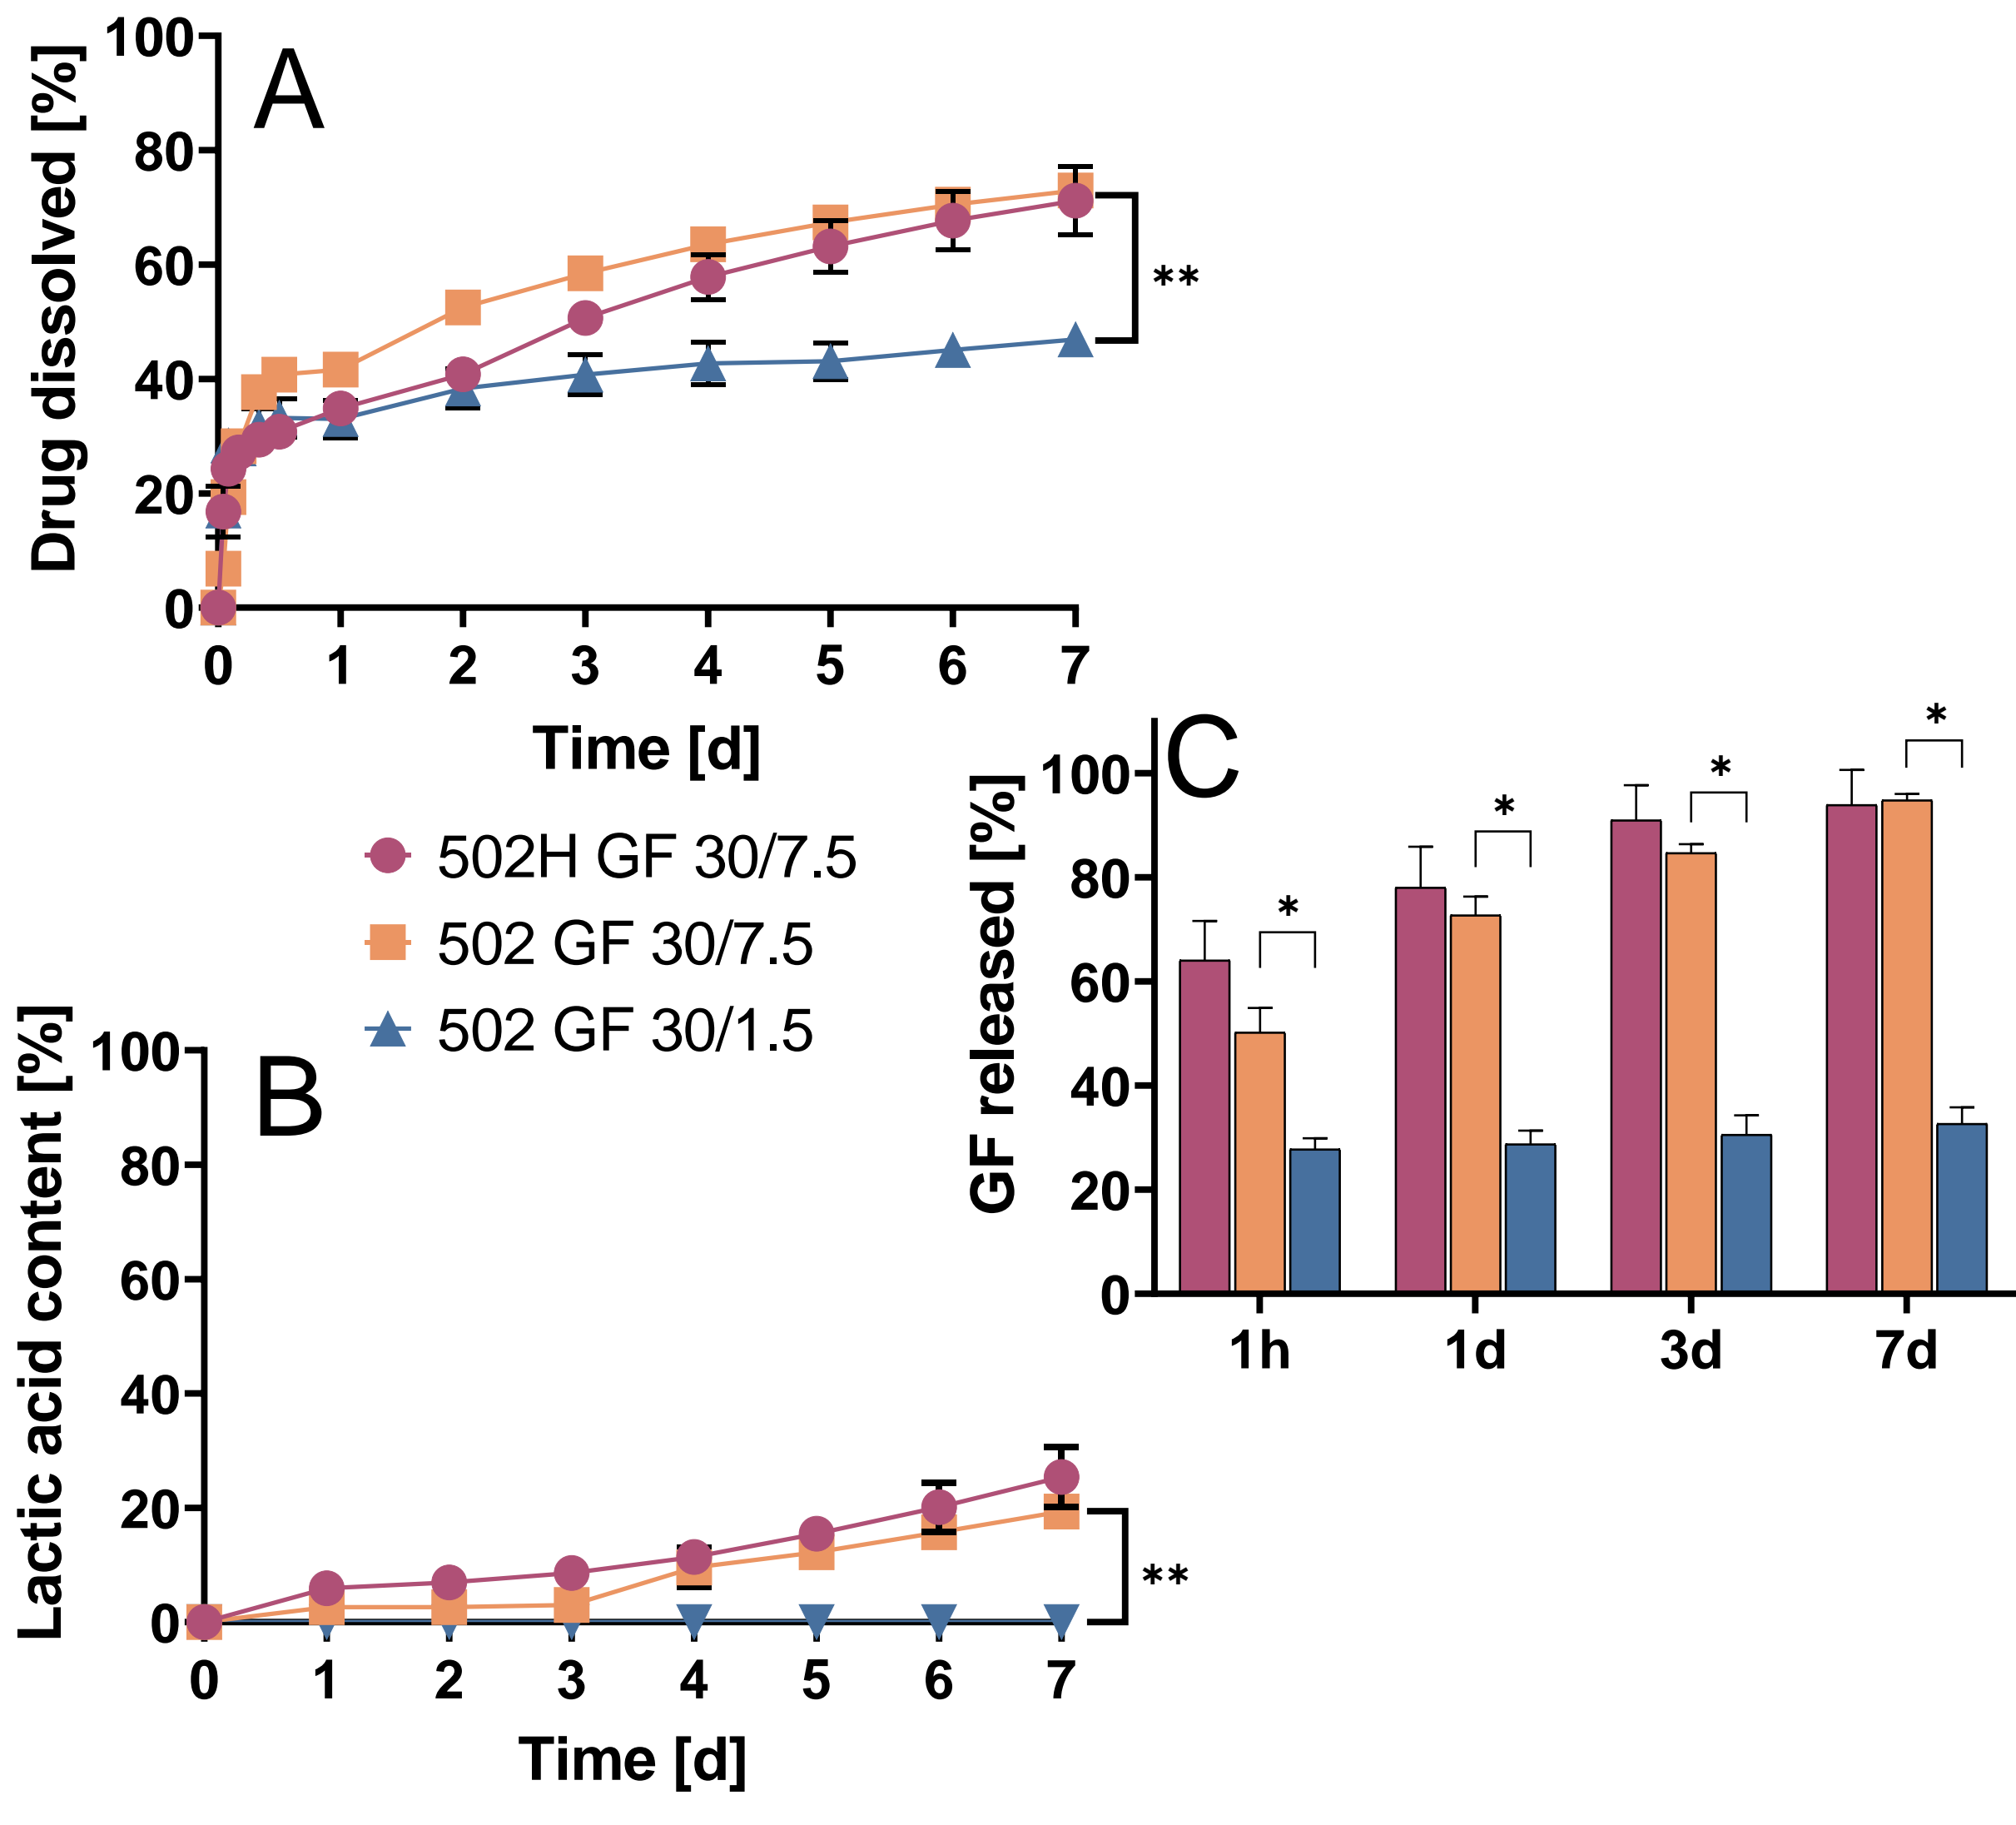 A
Drug dissolved [%]
100
80
60
40
20
0
0 1 2 3 4 5 6 7
Time [d]
**
502H GF 30/7.5
502 GF 30/7.5
502 GF 30/1.5
B
Lactic acid content [%]
100
80
60
40
20
0
0 1 2 3 4 5 6 7
Time [d]
**
C
GF released [%]
100
80
60
40
20
0
1h 1d 3d 7d
* * * *